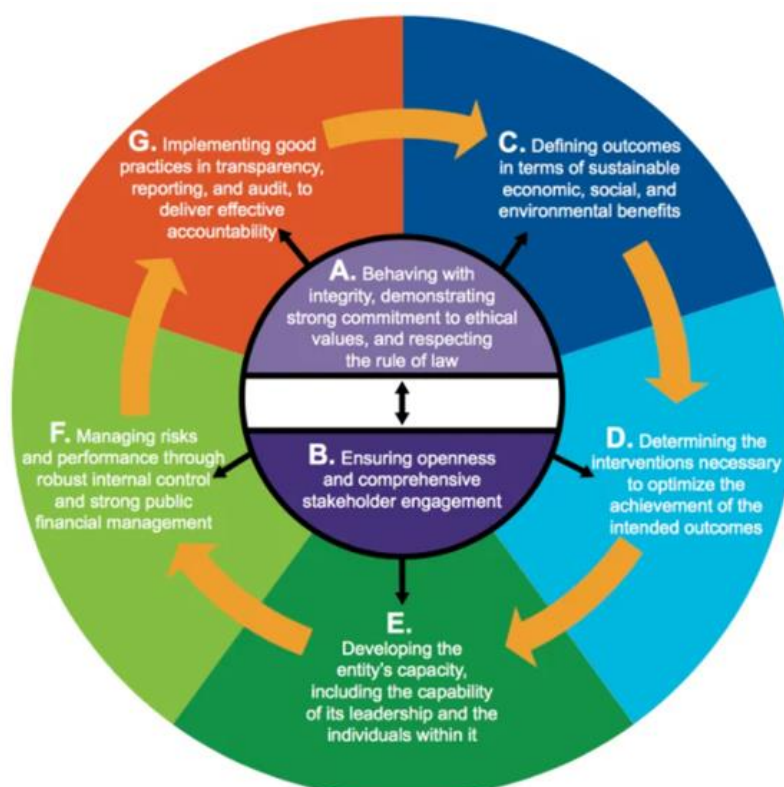 G. Implementing good
practices in transparency,
reporting, and audit, to
deliver effective
accountability
C. Defining outcomes
in terms of sustainable
economic, social, and
environmental benefits
A. Behaving with
integrity, demonstrating
strong commitment to ethical
values, and respecting
the rule of law
B. Ensuring openness
and comprehensive
stakeholder engagement
F. Managing risks
and performance through
robust internal control
and strong public
financial management
D. Determining the
interventions necessary
to optimize the
achievement of the
intended outcomes
E.
Developing the
entity's capacity,
including the capability
of its leadership and the
individuals within it